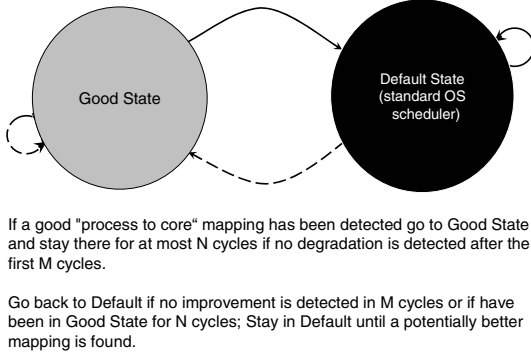 Good State
Default State
(standard OS
scheduler)
If a good "process to core“ mapping has been detected go to Good State
and stay there for at most N cycles if no degradation is detected after the
first M cycles.
Go back to Default if no improvement is detected in M cycles or if have
been in Good State for N cycles; Stay in Default until a potentially better
mapping is found.